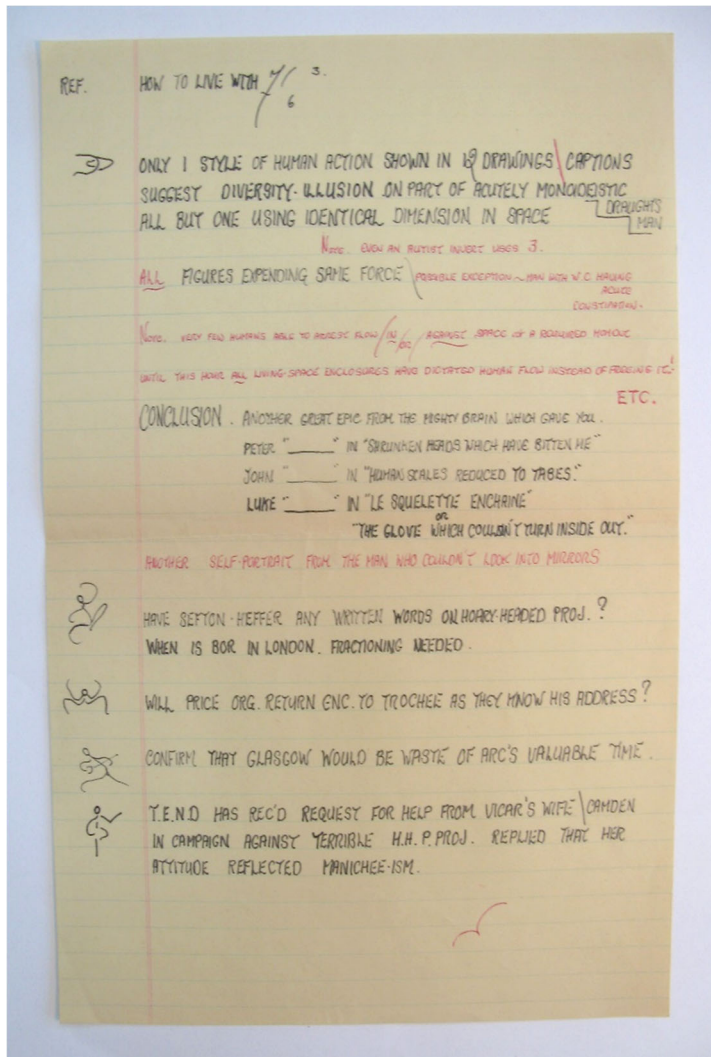 REF. HOW TO LIVE WITH 7/6 3.
ONLY 1 STYLE OF HUMAN ACTION SHOWN IN DRAWINGS \ CAPTIONS
SUGGEST DIVERSITY-ILLUSION ON PART OF ACUTELY MONOIDEISTIC DRAUGHTS
ALL BUT ONE USING IDENTICAL DIMENSION IN SPACE MAN
NOTE. EVEN AN AUTIST INVERT USES 3.
ALL FIGURES EXPENDING SAME FORCE \ POSSIBLE EXCEPTION ~ MAN WITH W.C. HAVING
ACUTE
CONSTIPATION.
NOTE. VERY FEW HUMANS ABLE TO ARREST FLOW / IN / OR / AGAINST SPACE AT A REQUIRED MOMENT
UNTIL THIS HOUR ALL LIVING-SPACE ENCLOSURES HAVE DICTATED HUMAN FLOW INSTEAD OF FREEING IT!
ETC.
CONCLUSION. ANOTHER GREAT EPIC FROM THE MIGHTY BRAIN WHICH GAVE YOU.
PETER "______" IN "SHRUNKEN HEADS WHICH HAVE BITTEN ME"
JOHN "______" IN "HUMAN SCALES REDUCED TO TABES."
LUKE "______" IN "LE SQUELETTE ENCHAINE"
OR
"THE GLOVE WHICH COULDN'T TURN INSIDE OUT."
ANOTHER SELF-PORTRAIT FROM THE MAN WHO COULDN'T LOOK INTO MIRRORS
HAVE SEFTON-HEFFER ANY WRITTEN WORDS ON HOARY-HEADED PROJ.?
WHEN IS BOR IN LONDON. FRACTIONING NEEDED.
WILL PRICE ORG. RETURN ENC. TO TROCHEE AS THEY KNOW HIS ADDRESS?
CONFIRM THAT GLASGOW WOULD BE WASTE OF ARC'S VALUABLE TIME.
T.E.N.D HAS REC'D REQUEST FOR HELP FROM VICAR'S WIFE \ CAMDEN
IN CAMPAIGN AGAINST TERRIBLE H.H.P. PROJ. REPLIED THAT HER
ATTITUDE REFLECTED MANICHEE-ISM.